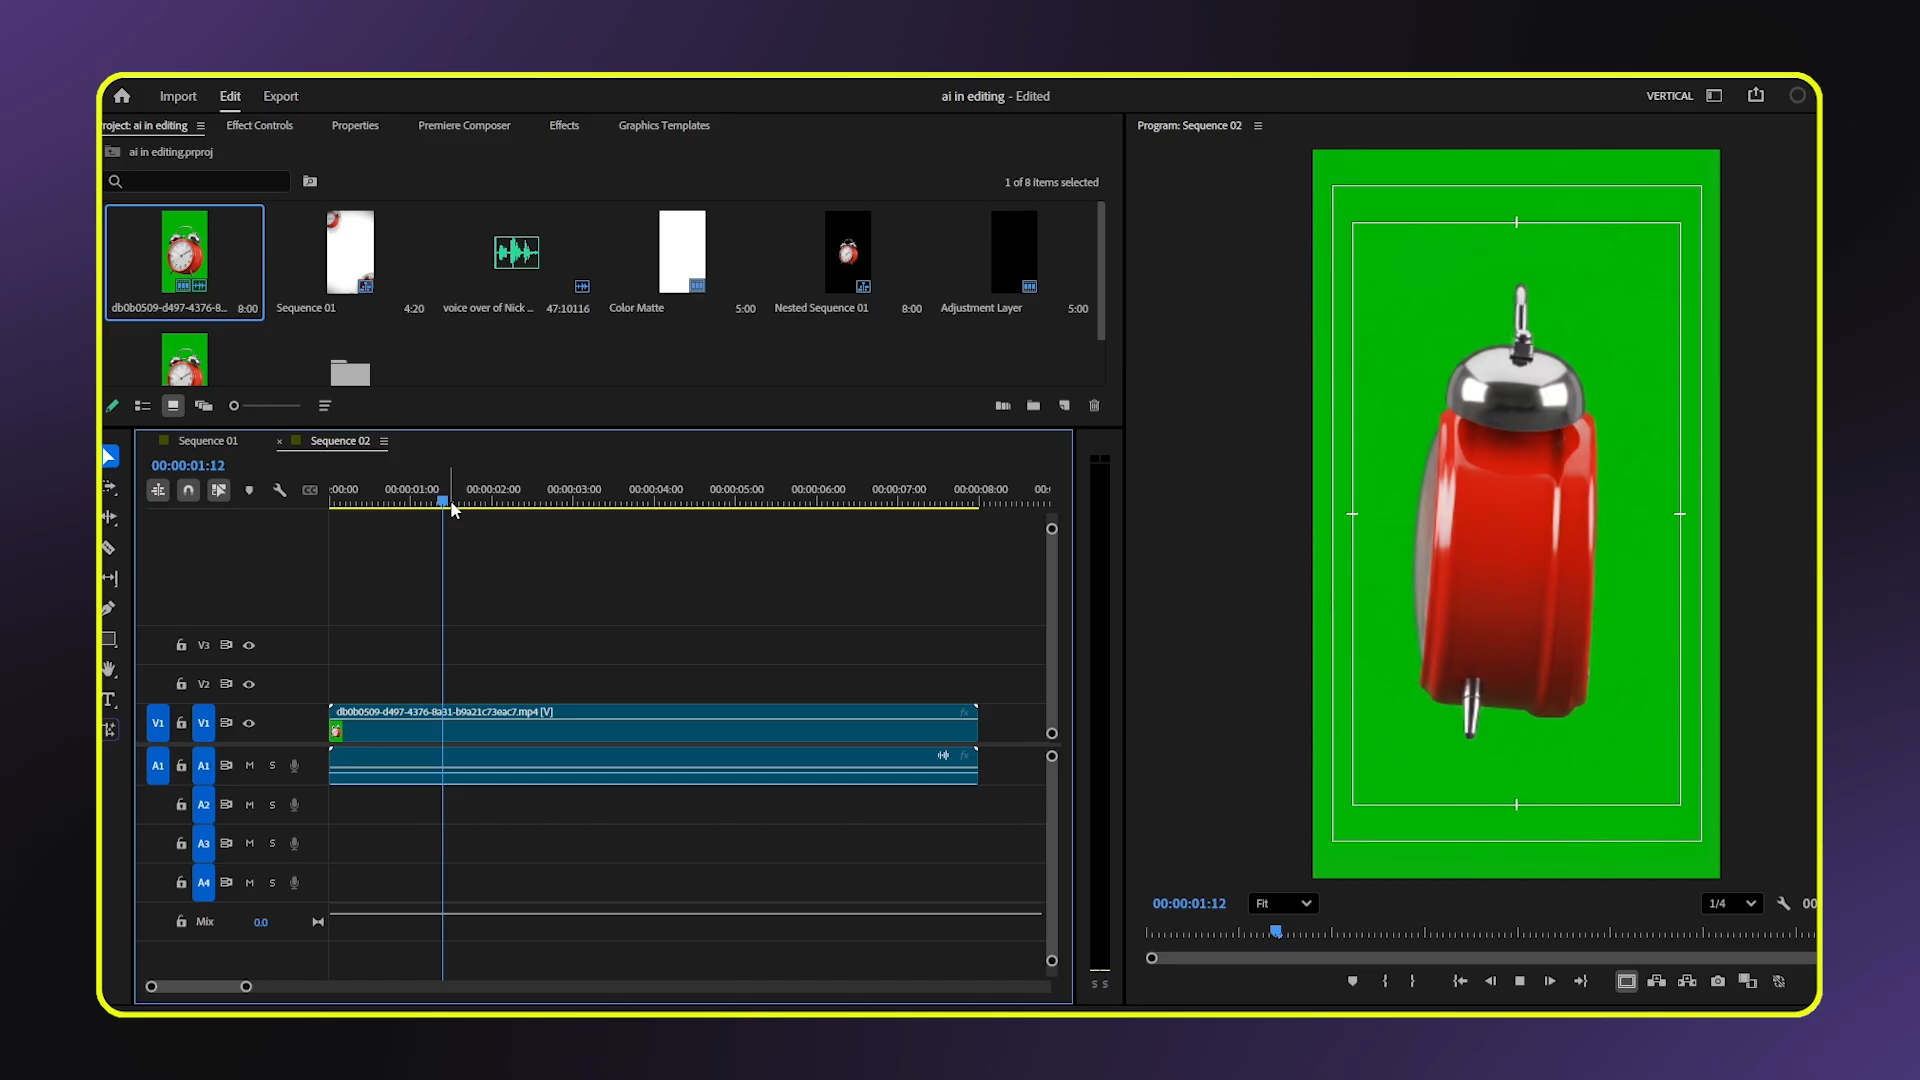 Import Edit Export
ai in editing - Edited
VERTICAL
roject: ai in editing
Effect Controls
Properties
Premiere Composer
Effects
Graphics Templates
Program: Sequence 02
ai in editing.prproj
1 of 8 items selected
db0b0509-d497-4376-8... 8:00
Sequence 01 4:20
voice over of Nick ... 47:10116
Color Matte 5:00
Nested Sequence 01 8:00
Adjustment Layer 5:00
Sequence 01
× Sequence 02
00:00:01:12
CC
:00:00 00:00:01:00 00:00:02:00 00:00:03:00 00:00:04:00 00:00:05:00 00:00:06:00 00:00:07:00 00:00:08:00 00:
V3
V2
V1 V1
db0b0509-d497-4376-8a31-b9a21c73eac7.mp4 [V]
fx
A1 A1 M S
fx
A2 M S
A3 M S
A4 M S
Mix 0.0
S S
00:00:01:12
Fit
1/4
00